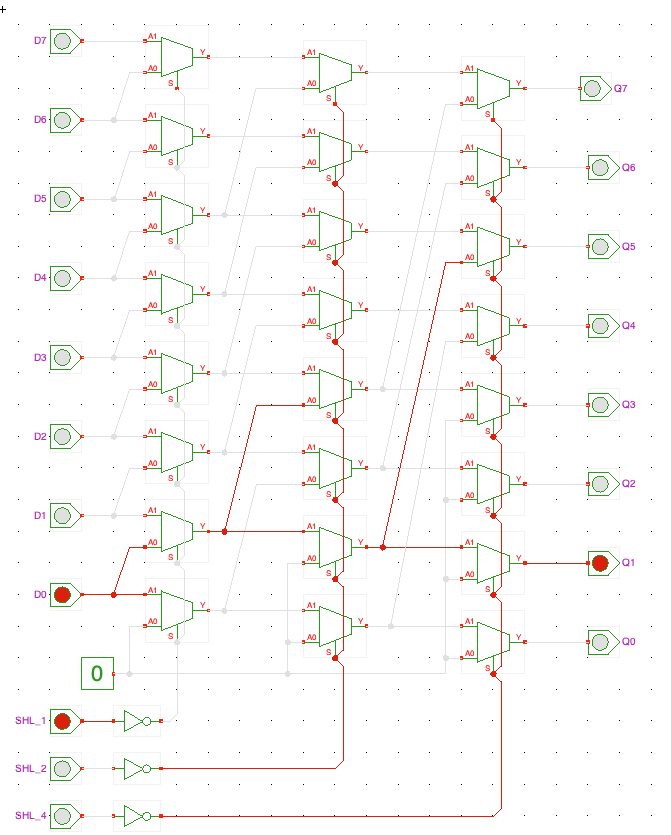 D7 A1
Y A1
A0 Y A1
S A0 Y Q7
S A0
D6 A1 S
Y A1
A0 Y A1
S A0 Y Q6
S A0
D5 A1 S
Y A1
A0 Y A1
S A0 Y Q5
S A0
D4 A1 S
Y A1
A0 Y A1
S A0 Y Q4
S A0
D3 A1 S
Y A1
A0 Y A1
S A0 Y Q3
S A0
D2 A1 S
Y A1
A0 Y A1
S A0 Y Q2
S A0
D1 A1 S
Y A1
A0 Y A1
S A0 Y Q1
S A0
D0 A1 S
Y A1
A0 Y A1
S A0 Y Q0
S A0
0 S
SHL_1
SHL_2
SHL_4